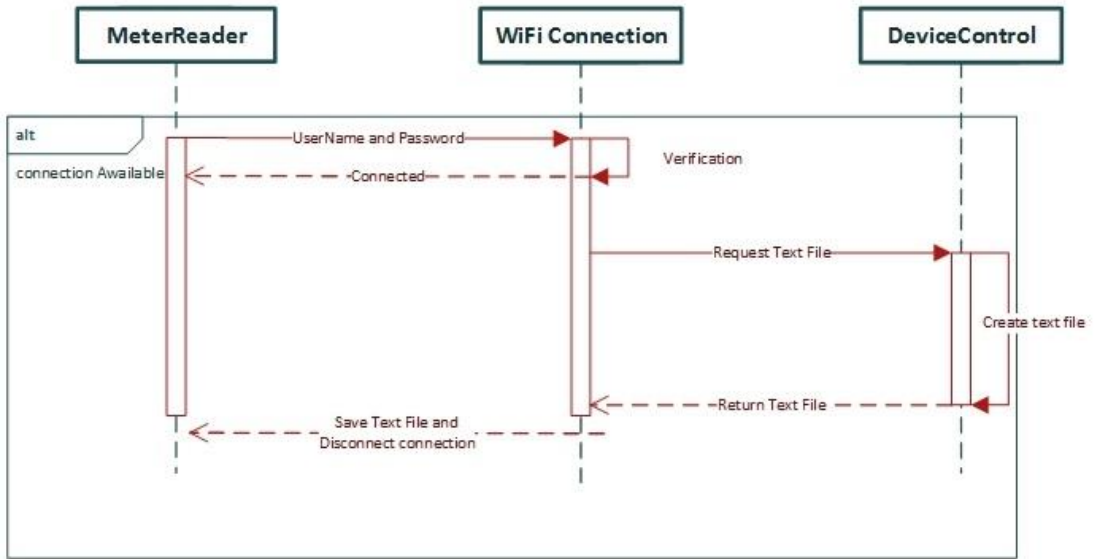 MeterReader
WiFi Connection
DeviceControl
alt
UserName and Password
Verification
connection Awailable
Connected
Request Text File
Create text file
Return Text File
Save Text File and
Disconnect connection